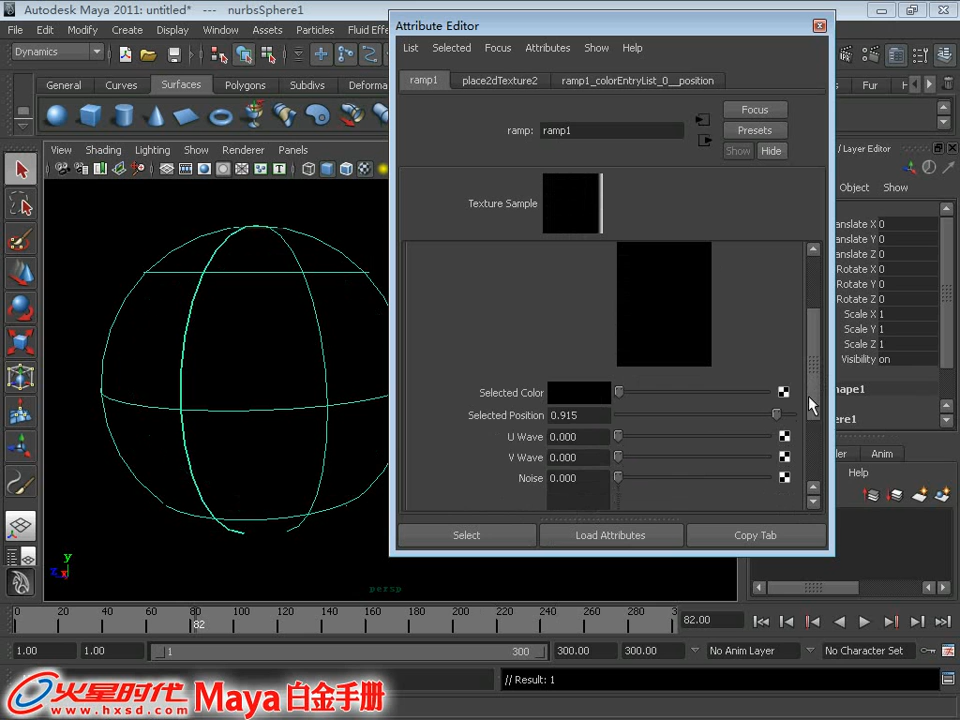 Autodesk Maya 2011: untitled* --- nurbsSphere1
File Edit Modify Create Display Window Assets Particles Fluid Effe
Dynamics
General Curves Surfaces Polygons Subdivs Deforma Fur
View Shading Lighting Show Renderer Panels
Attribute Editor
List Selected Focus Attributes Show Help
ramp1 place2dTexture2 ramp1_colorEntryList_0__position
ramp: ramp1
Focus
Presets
Show Hide
Texture Sample
Selected Color
Selected Position 0.915
U Wave 0.000
V Wave 0.000
Noise 0.000
Select Load Attributes Copy Tab
/ Layer Editor
Object Show
anslate X 0
anslate Y 0
anslate Z 0
Rotate X 0
Rotate Y 0
Rotate Z 0
Scale X 1
Scale Y 1
Scale Z 1
Visibility on
hape1
ere1
der Anim
Help
y
z x
persp
0 20 40 60 80 100 120 140 160 180 200 220 240 260 280 3
82
82.00
1.00 1.00 1 300 300.00 300.00 No Anim Layer No Character Set
// Result: 1
火星时代 Maya 白金手册
www.hxsd.com